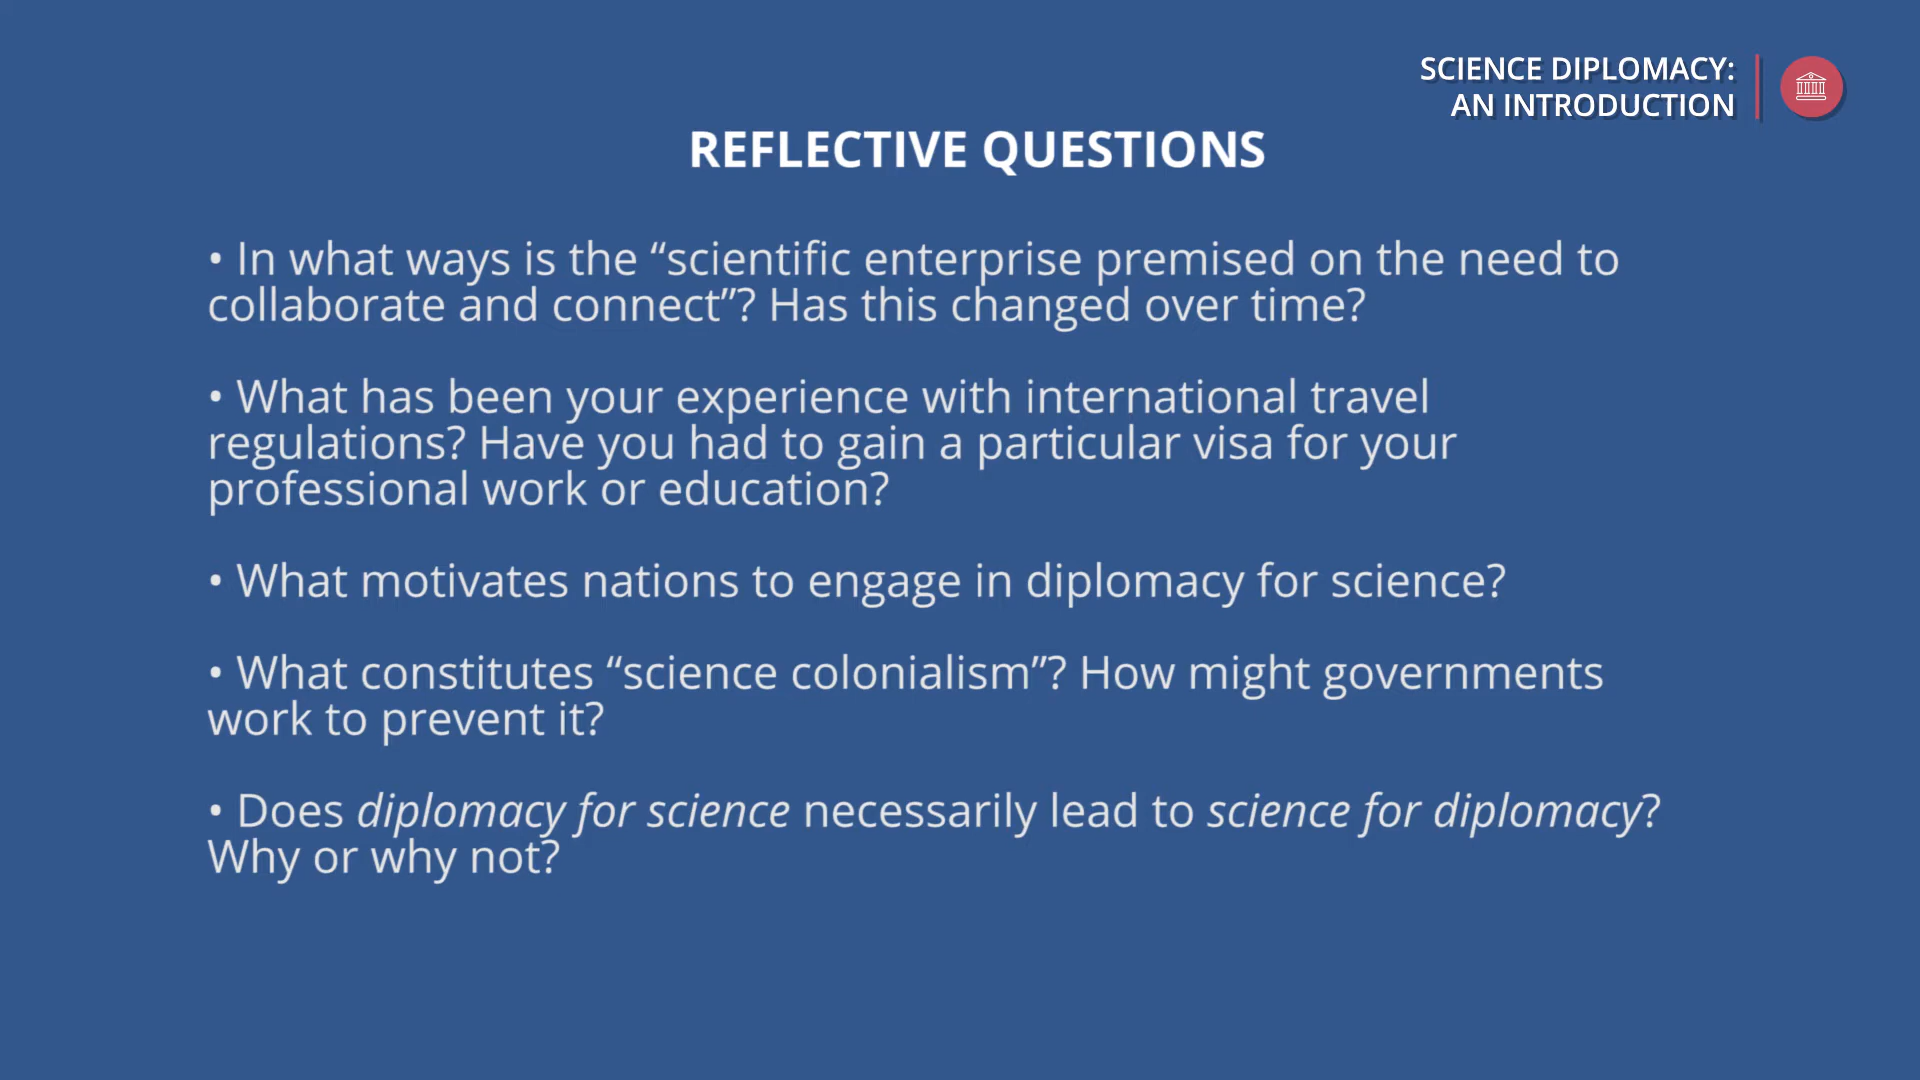 SCIENCE DIPLOMACY:
AN INTRODUCTION
REFLECTIVE QUESTIONS
• In what ways is the “scientific enterprise premised on the need to
collaborate and connect”? Has this changed over time?
• What has been your experience with international travel
regulations? Have you had to gain a particular visa for your
professional work or education?
• What motivates nations to engage in diplomacy for science?
• What constitutes “science colonialism”? How might governments
work to prevent it?
• Does diplomacy for science necessarily lead to science for diplomacy?
Why or why not?